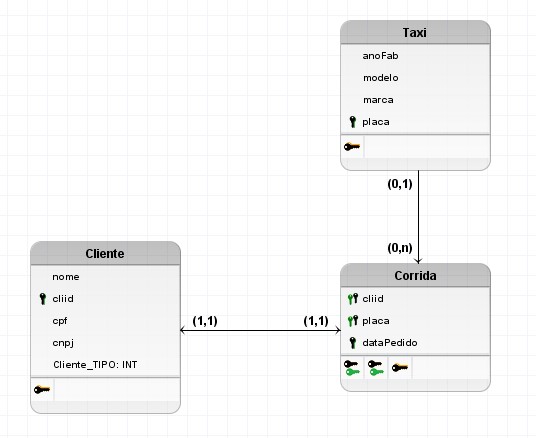 Taxi
anoFab
modelo
marca
placa
(0,1)
(0,n)
Cliente
nome
cliid
cpf
cnpj
Cliente_TIPO: INT
(1,1)
(1,1)
Corrida
cliid
placa
dataPedido